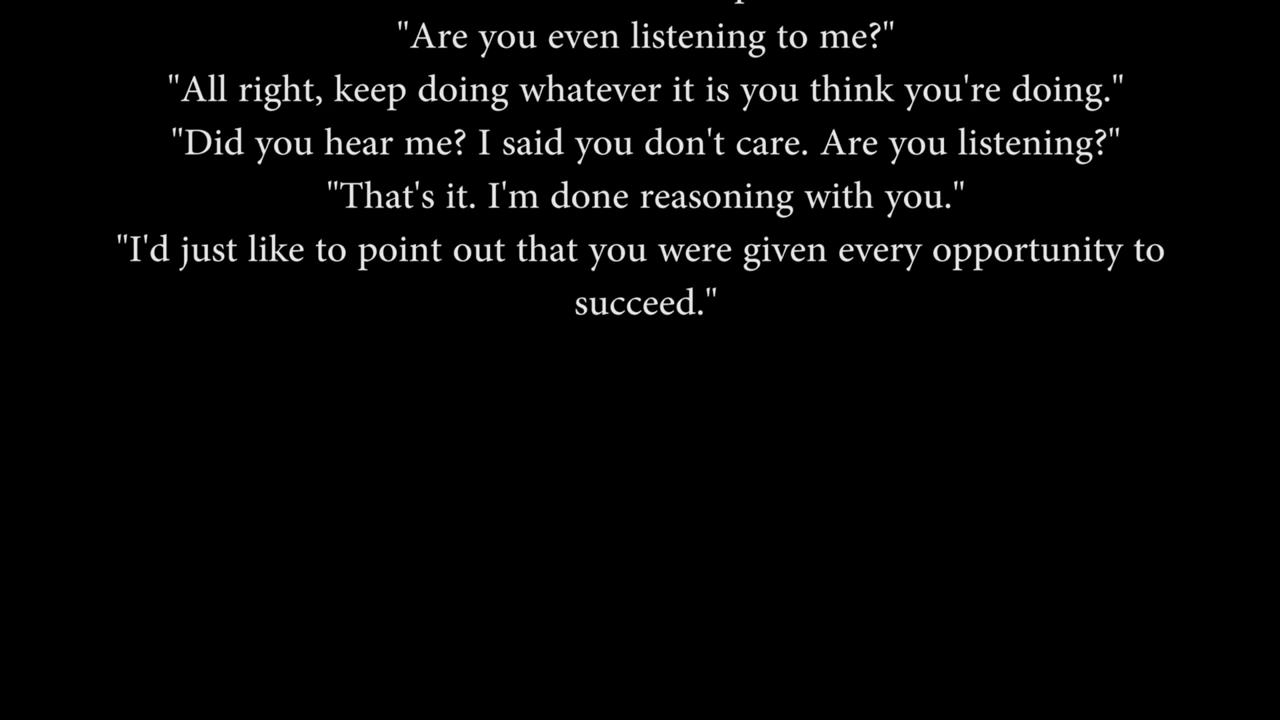 "Are you even listening to me?"
"All right, keep doing whatever it is you think you're doing."
"Did you hear me? I said you don't care. Are you listening?"
"That's it. I'm done reasoning with you."
"I'd just like to point out that you were given every opportunity to
succeed."